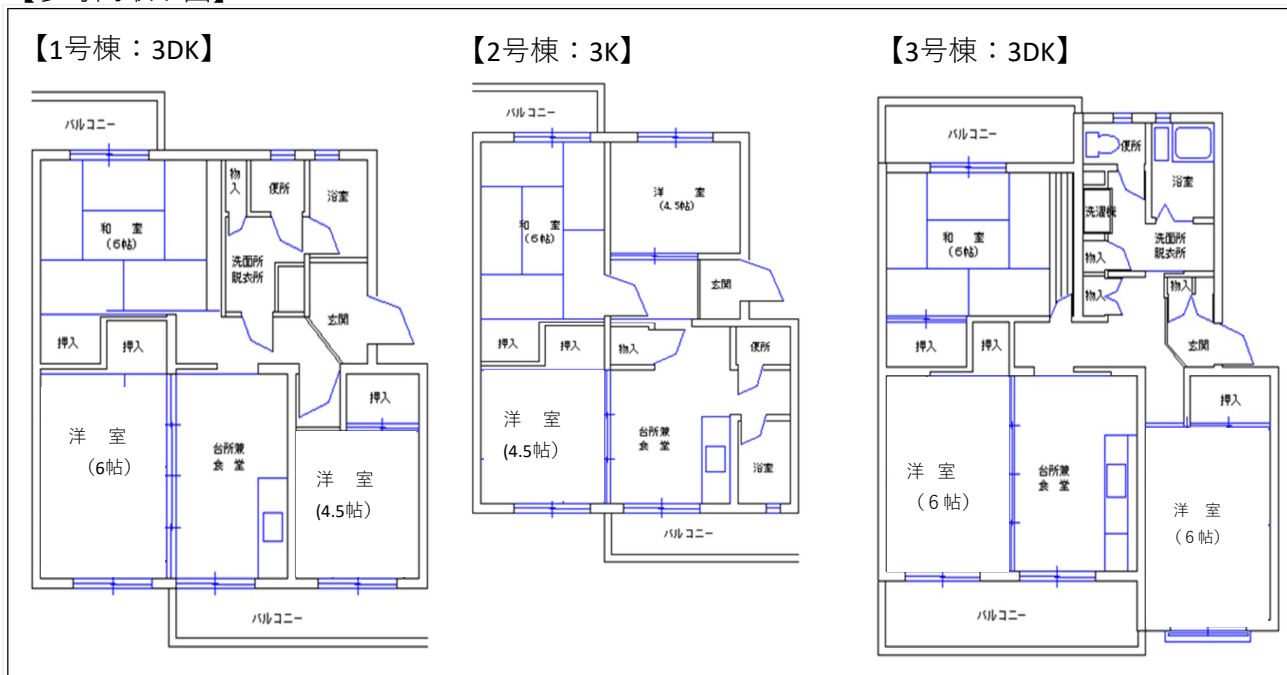 【1号棟：3DK】
バルコニー
物入
便所
浴室
和 室
(6帖)
洗面所
脱衣所
玄関
押入
押入
押入
洋 室
（6帖）
台所兼
食 堂
洋 室
(4.5帖）
バルコニー
【2号棟：3K】
バルコニー
洋 室
(4.5帖)
和 室
(6帖)
玄関
押入
押入
物入
便所
洋 室
(4.5帖）
台所兼
食 堂
浴室
バルコニー
【3号棟：3DK】
バルコニー
便所
浴室
洗濯機
和 室
(6帖)
洗面所
脱衣所
物入
物入
物入
玄関
押入
押入
押入
洋 室
（６帖）
台所兼
食 堂
洋 室
（６帖）
バルコニー